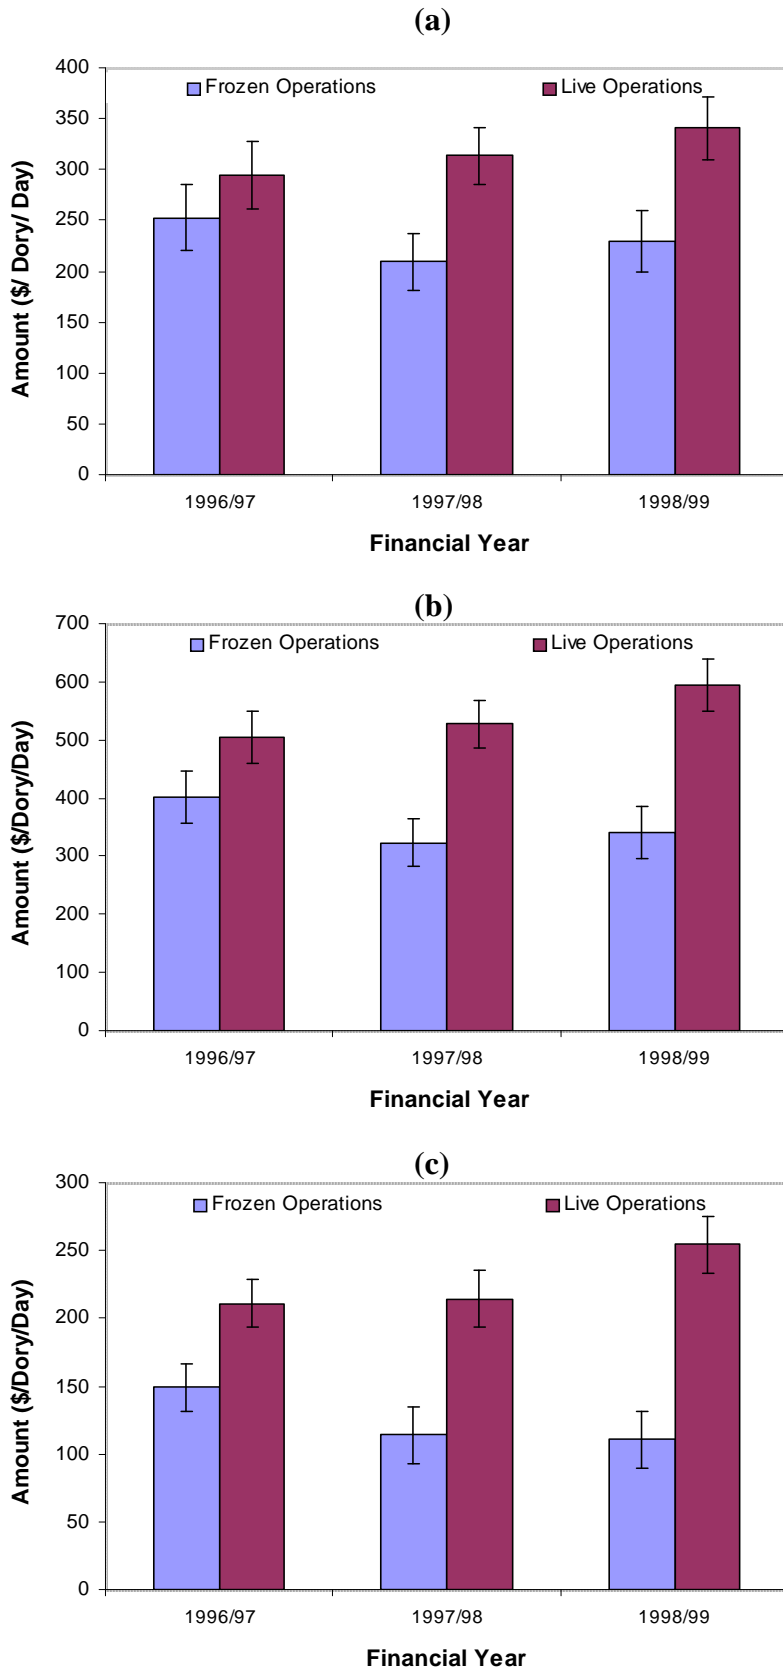 (a)
Frozen Operations Live Operations
Amount ($/ Dory/ Day)
400
350
300
250
200
150
100
50
0
1996/97 1997/98 1998/99
Financial Year
(b)
Frozen Operations Live Operations
Amount ($/Dory/Day)
700
600
500
400
300
200
100
0
1996/97 1997/98 1998/99
Financial Year
(c)
Frozen Operations Live Operations
Amount ($/Dory/Day)
300
250
200
150
100
50
0
1996/97 1997/98 1998/99
Financial Year